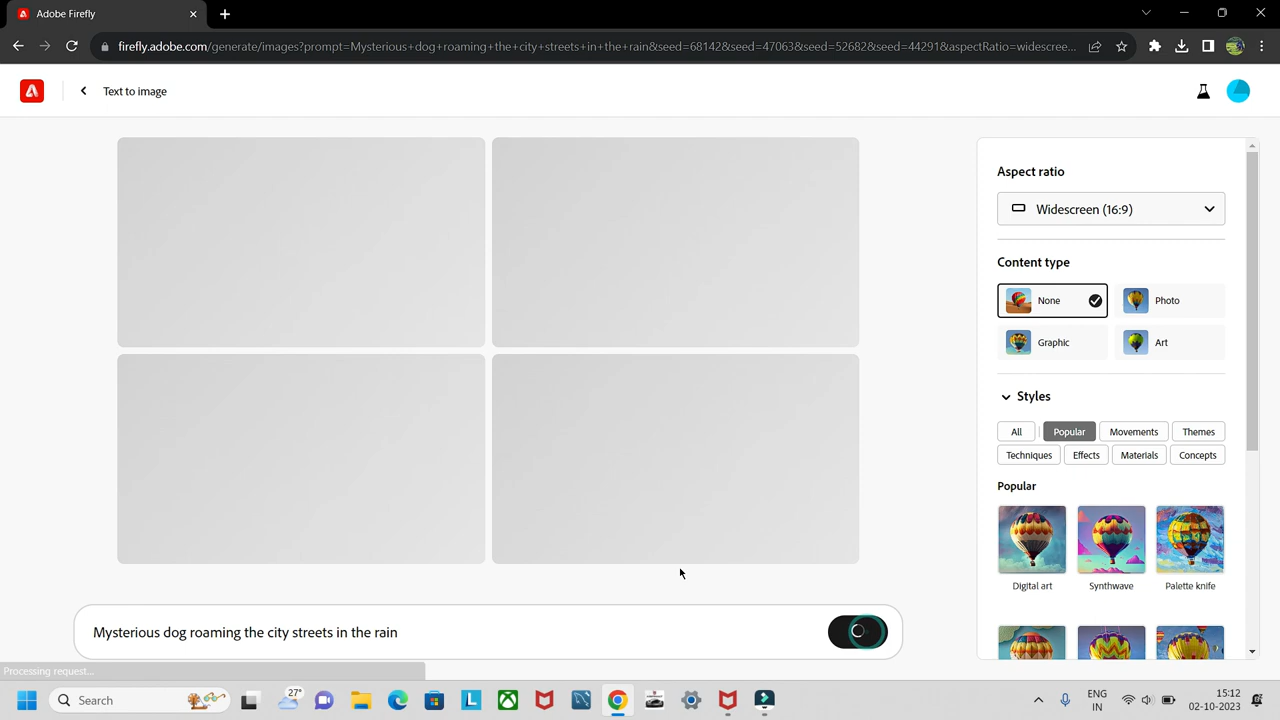 Adobe Firefly
firefly.adobe.com/generate/images?prompt=Mysterious+dog+roaming+the+city+streets+in+the+rain&seed=68142&seed=47063&seed=52682&seed=44291&aspectRatio=widescree...
Text to image
Aspect ratio
Widescreen (16:9)
Content type
None
Photo
Graphic
Art
Styles
All
Popular
Movements
Themes
Techniques
Effects
Materials
Concepts
Popular
Digital art
Synthwave
Palette knife
Mysterious dog roaming the city streets in the rain
Processing request...
Search
27°
ENG
IN
15:12
02-10-2023